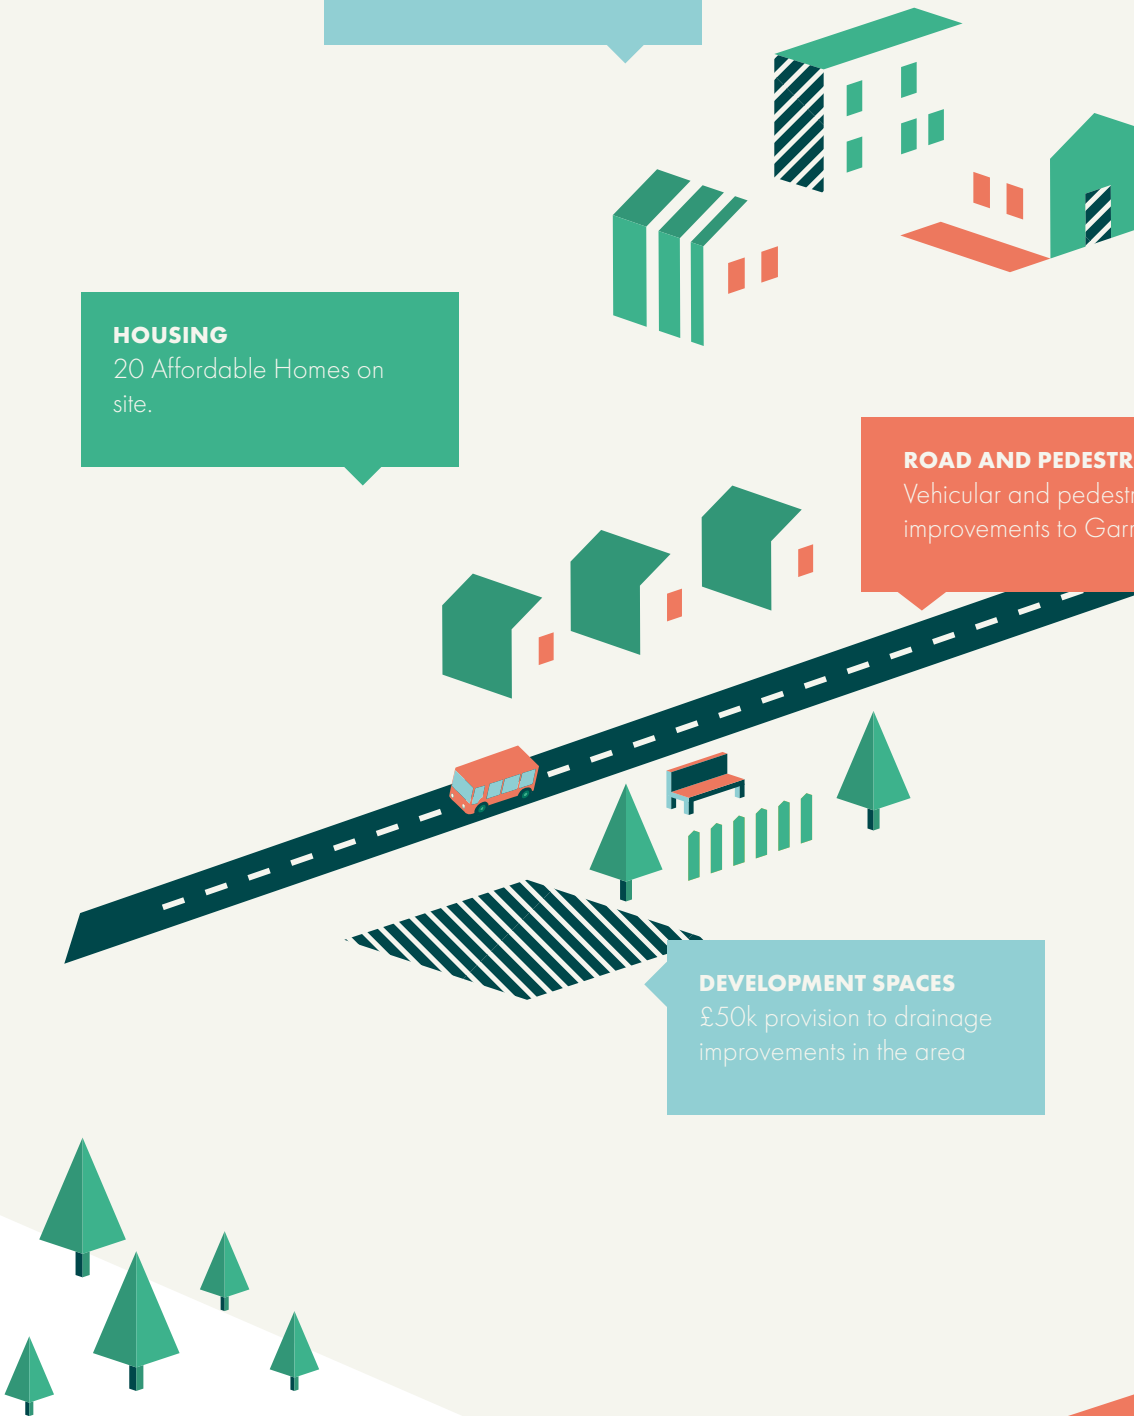 HOUSING
20 Affordable Homes on
site.
ROAD AND PEDESTR
Vehicular and pedestr
improvements to Gar
DEVELOPMENT SPACES
£50k provision to drainage
improvements in the area